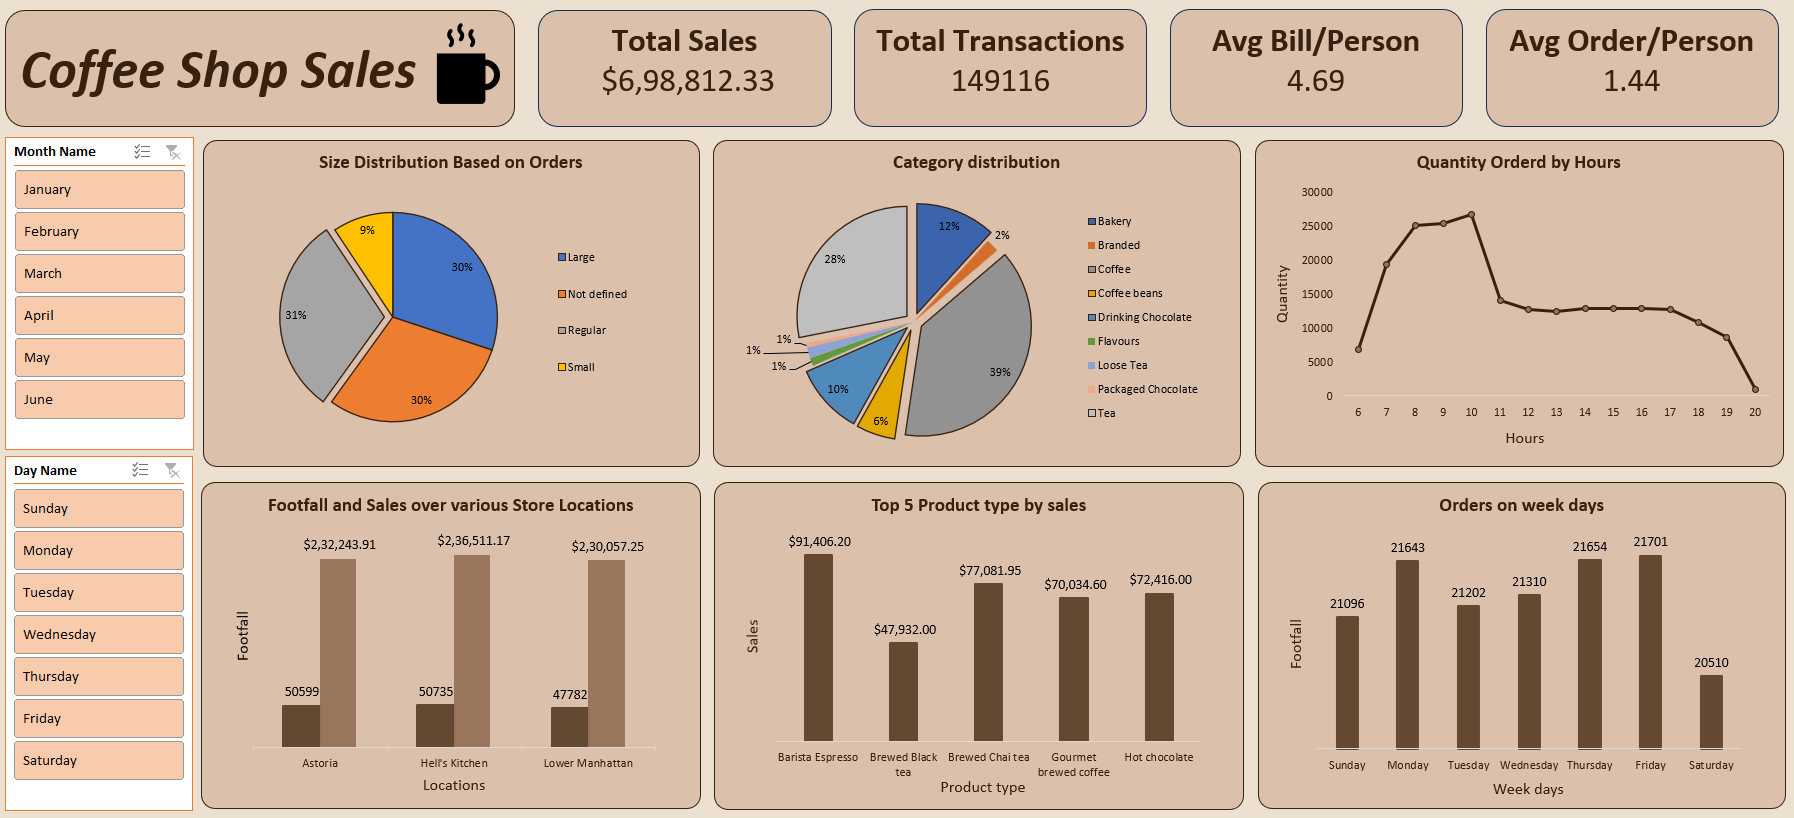 Coffee Shop Sales
Total Sales
$6,98,812.33
Total Transactions
149116
Avg Bill/Person
4.69
Avg Order/Person
1.44
Month Name
January
February
March
April
May
June
Day Name
Sunday
Monday
Tuesday
Wednesday
Thursday
Friday
Saturday
Size Distribution Based on Orders
9%
30%
31%
30%
Large
Not defined
Regular
Small
Category distribution
12%
2%
28%
39%
1%
1%
1%
10%
6%
Bakery
Branded
Coffee
Coffee beans
Drinking Chocolate
Flavours
Loose Tea
Packaged Chocolate
Tea
Quantity Orderd by Hours
Quantity
30000
25000
20000
15000
10000
5000
0
6 7 8 9 10 11 12 13 14 15 16 17 18 19 20
Hours
Footfall and Sales over various Store Locations
Footfall
$2,32,243.91 $2,36,511.17 $2,30,057.25
50599 50735 47782
Astoria Hell's Kitchen Lower Manhattan
Locations
Top 5 Product type by sales
Sales
$91,406.20
$47,932.00
$77,081.95
$70,034.60
$72,416.00
Barista Espresso
Brewed Black
tea
Brewed Chai tea
Gourmet
brewed coffee
Hot chocolate
Product type
Orders on week days
Footfall
21096
21643
21202
21310
21654
21701
20510
Sunday Monday Tuesday Wednesday Thursday Friday Saturday
Week days